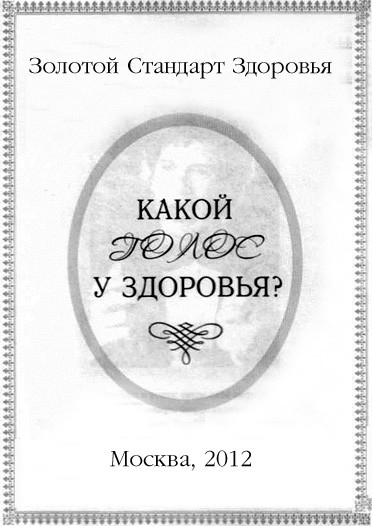 Золотой Стандарт Здоровья
КАКОЙ
ГОЛОС
У ЗДОРОВЬЯ?
Москва, 2012